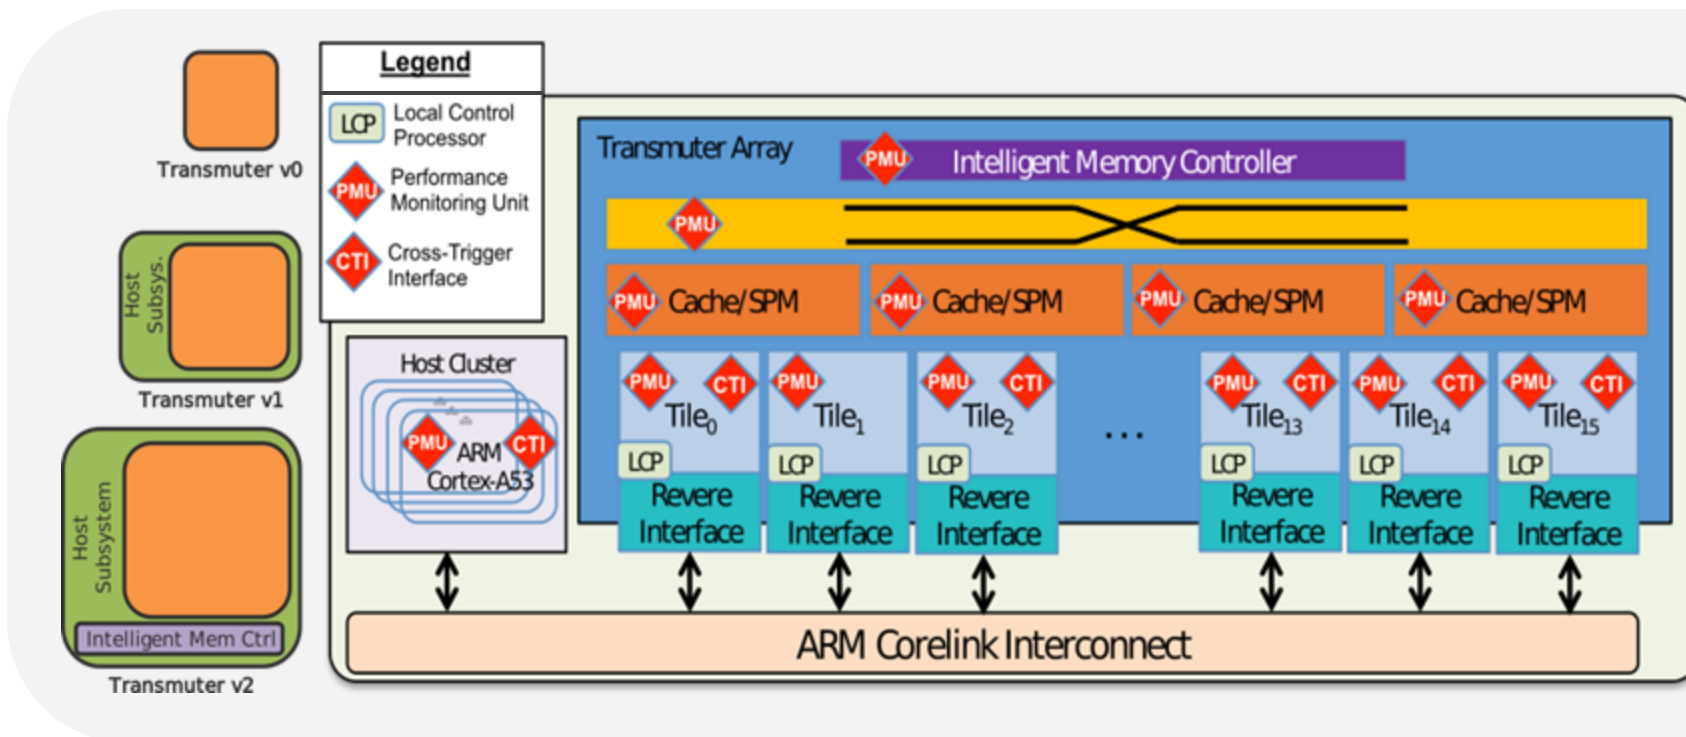 Transmuter v0
Host
Subsys.
Transmuter v1
Host
Subsystem
Intelligent Mem Ctrl
Transmuter v2
Legend
LCP
Local Control
Processor
PMU
Performance
Monitoring Unit
CTI
Cross-Trigger
Interface
Host Cluster
PMU
CTI
ARM
Cortex-A53
Transmuter Array
PMU
Intelligent Memory Controller
PMU
PMU Cache/SPM
PMU Cache/SPM
PMU Cache/SPM
PMU Cache/SPM
PMU CTI
Tile0
LCP
Revere
Interface
PMU
Tile1
LCP
Revere
Interface
PMU CTI
Tile2
LCP
Revere
Interface
...
PMU CTI
Tile13
LCP
Revere
Interface
PMU CTI
Tile14
LCP
Revere
Interface
PMU CTI
Tile15
LCP
Revere
Interface
ARM Corelink Interconnect